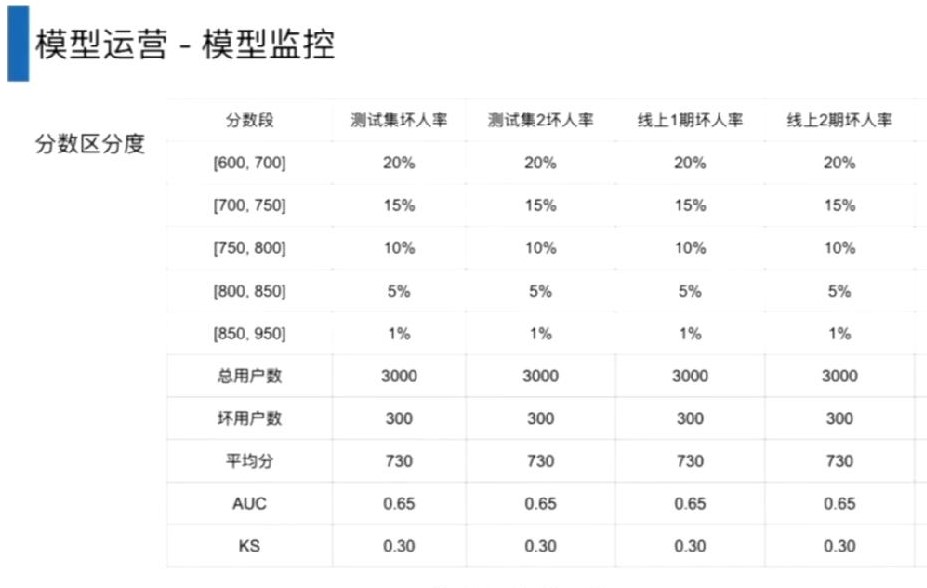 模型运营 - 模型监控
分数区分度
分数段 测试集坏人率 测试集2坏人率 线上1期坏人率 线上2期坏人率
[600, 700] 20% 20% 20% 20%
[700, 750] 15% 15% 15% 15%
[750, 800] 10% 10% 10% 10%
[800, 850] 5% 5% 5% 5%
[850, 950] 1% 1% 1% 1%
总用户数 3000 3000 3000 3000
坏用户数 300 300 300 300
平均分 730 730 730 730
AUC 0.65 0.65 0.65 0.65
KS 0.30 0.30 0.30 0.30